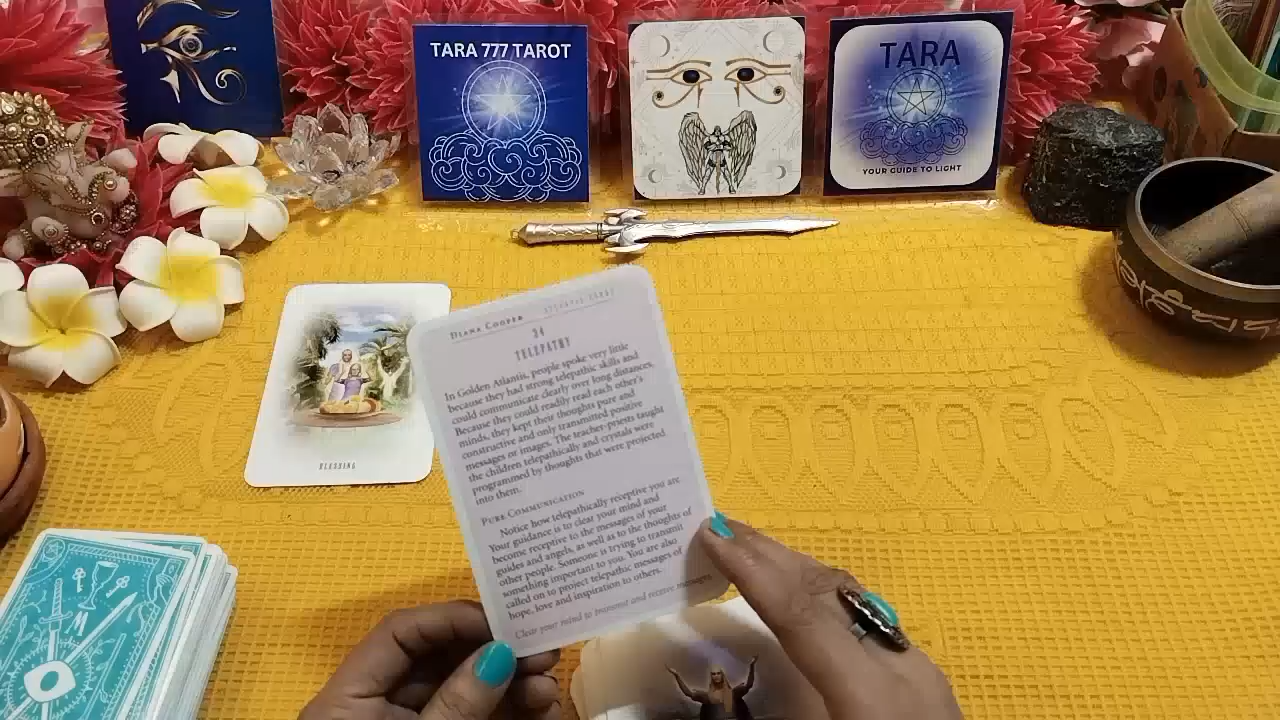 TARA 777 TAROT
TARA
YOUR GUIDE TO LIGHT
BLESSING
DIANA COOPER
34
TELEPATHY
In Golden Atlantis, people spoke very little
because they had strong telepathic skills and
could communicate clearly over long distances.
Because they could readily read each other's
minds, they kept their thoughts pure and
constructive and only transmitted positive
messages or images. The teacher-priests taught
the children telepathically and crystals were
programmed by thoughts that were projected
into them.
PURE COMMUNICATION
Notice how telepathically receptive you are
Your guidance is to clear your mind and
become receptive to the messages of your
guides and angels, as well as to the thoughts of
other people. Someone is trying to transmit
something important to you. You are also
called on to project telepathic messages of
hope, love and inspiration to others.
Clear your mind to transmit and receive messages